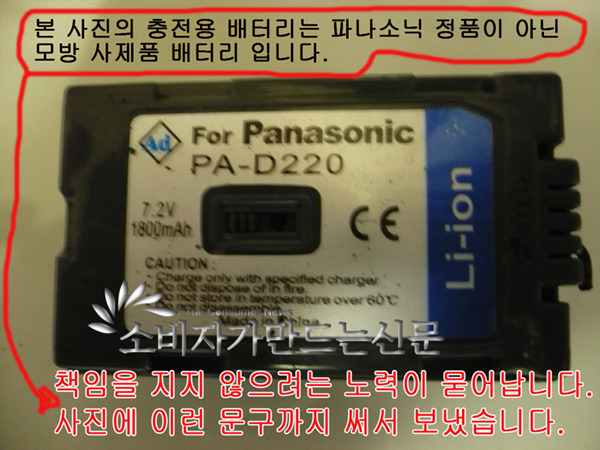 본 사진의 충전용 배터리는 파나소닉 정품이 아닌
모방 사제품 배터리 입니다.
Ad
For Panasonic
PA-D220
7.2V
1800mAh
CE
Li-ion
CAUTION :
- Charge only with specified charger
- Do not dispose of in fire.
- Do not store in temperature over 60℃
- Do not disassemble
Made
The Consume News
소비자가만드는신문
책임을 지지 않으려는 노력이 묻어납니다.
사진에 이런 문구까지 써서 보냈습니다.